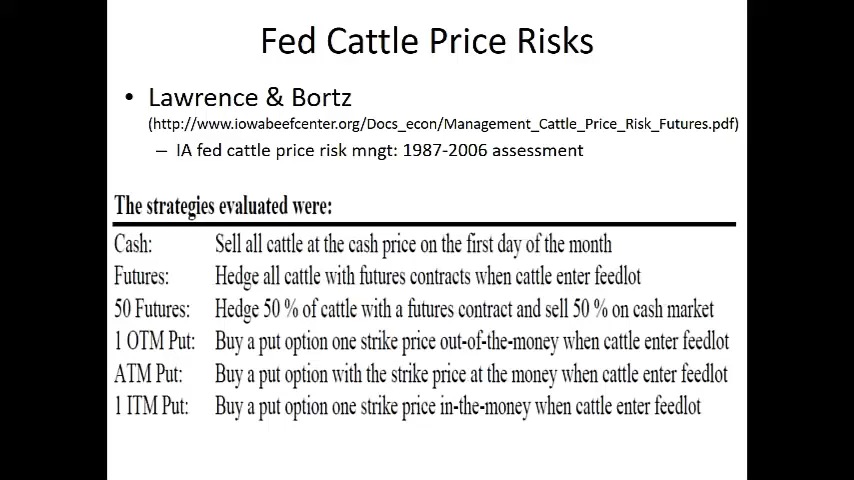 Fed Cattle Price Risks
• Lawrence & Bortz
(http://www.iowabeefcenter.org/Docs_econ/Management_Cattle_Price_Risk_Futures.pdf)
– IA fed cattle price risk mngt: 1987-2006 assessment
The strategies evaluated were:
Cash: Sell all cattle at the cash price on the first day of the month
Futures: Hedge all cattle with futures contracts when cattle enter feedlot
50 Futures: Hedge 50 % of cattle with a futures contract and sell 50 % on cash market
1 OTM Put: Buy a put option one strike price out-of-the-money when cattle enter feedlot
ATM Put: Buy a put option with the strike price at the money when cattle enter feedlot
1 ITM Put: Buy a put option one strike price in-the-money when cattle enter feedlot